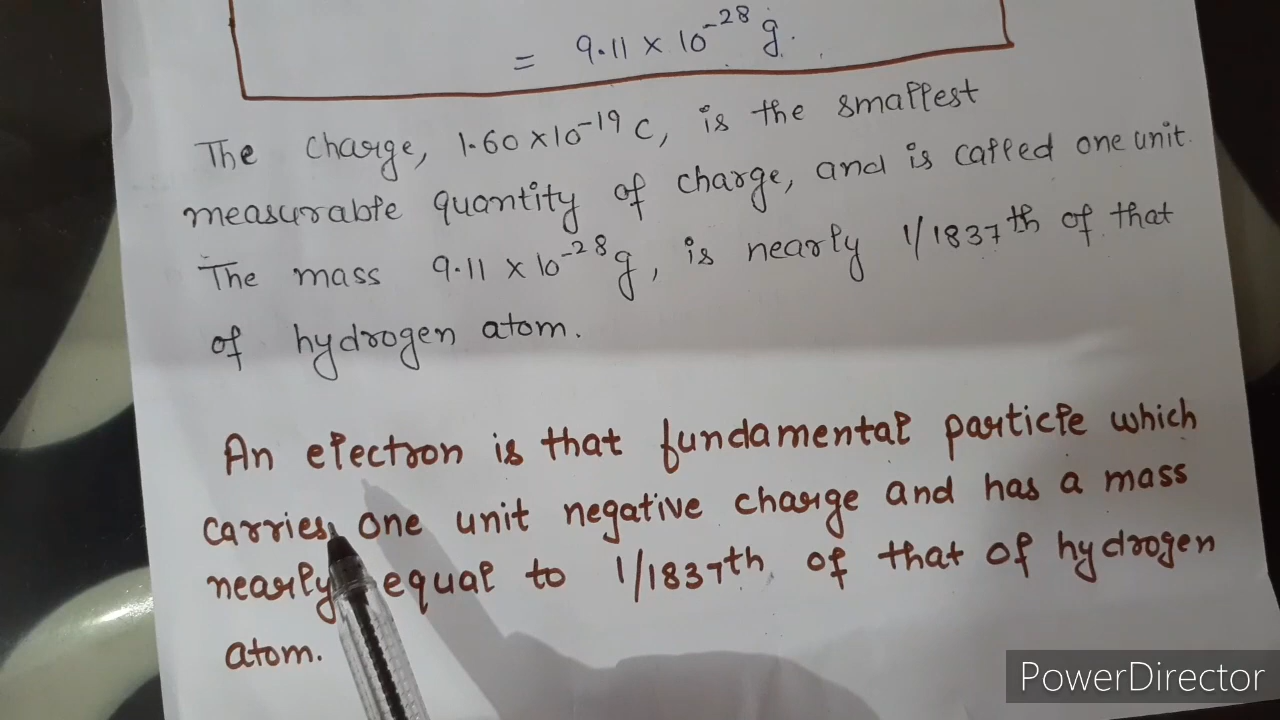 = 9.11 × 10⁻²⁸ g.
The charge, 1.60 ×10⁻¹⁹ C, is the smallest
measurable quantity of charge, and is called one unit.
The mass 9.11 × 10⁻²⁸g, is nearly 1/1837th of that
of hydrogen atom.
An electron is that fundamental particle which
carries one unit negative charge and has a mass
nearly equal to 1/1837th of that of hydrogen
atom.
PowerDirector